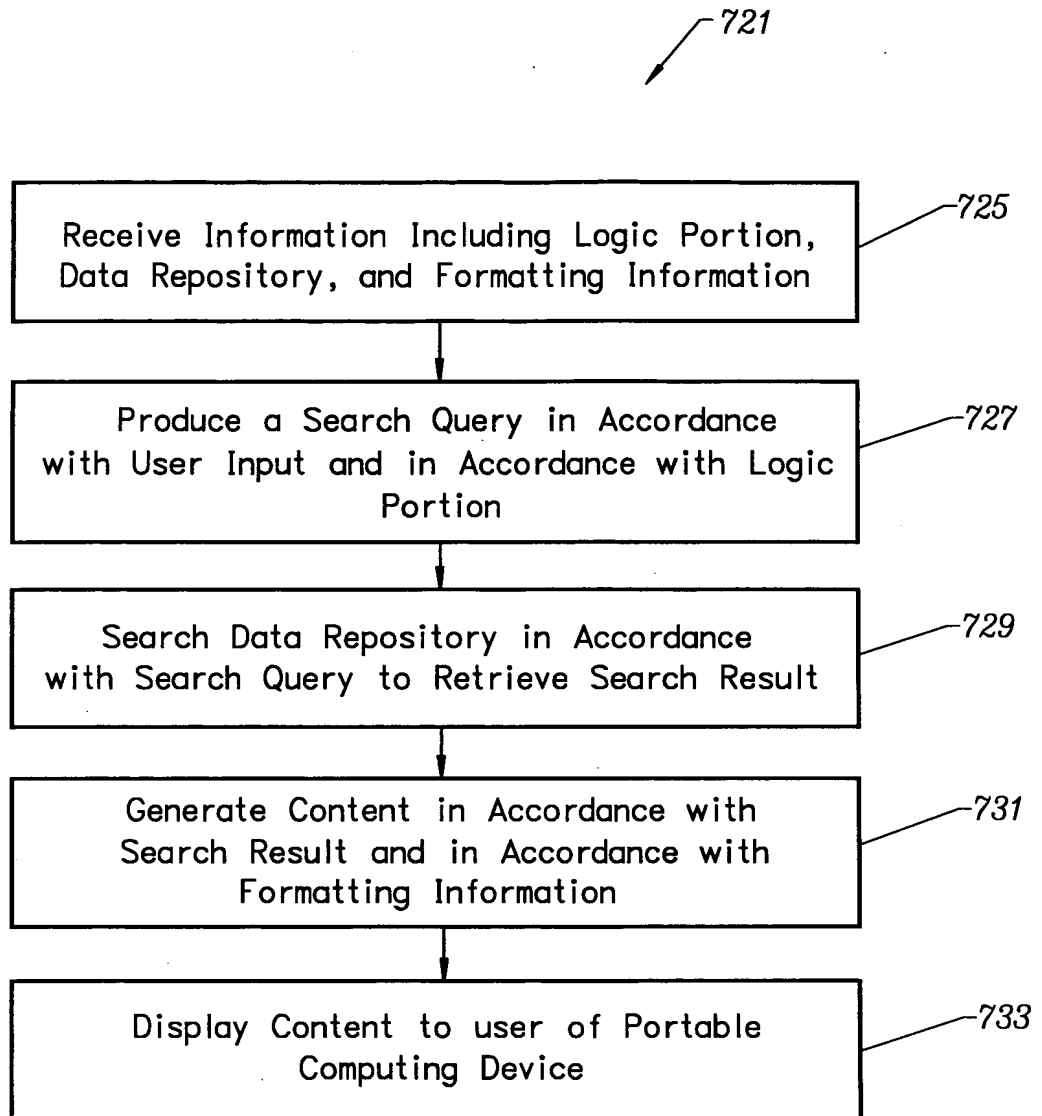 721
Receive Information Including Logic Portion,
Data Repository, and Formatting Information
725
Produce a Search Query in Accordance
with User Input and in Accordance with Logic
Portion
727
Search Data Repository in Accordance
with Search Query to Retrieve Search Result
729
Generate Content in Accordance with
Search Result and in Accordance with
Formatting Information
731
Display Content to user of Portable
Computing Device
733